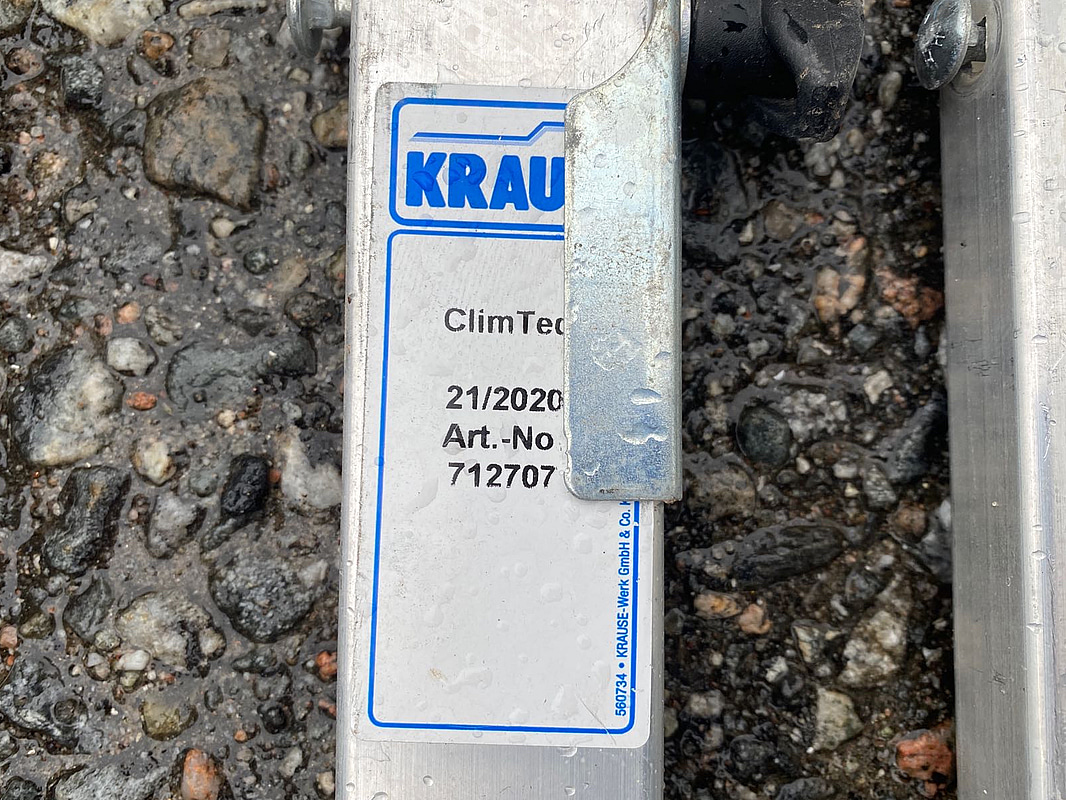 KRAU
ClimTec
21/2020
Art.-No
712707
560734 • KRAUSE-Werk GmbH & Co.